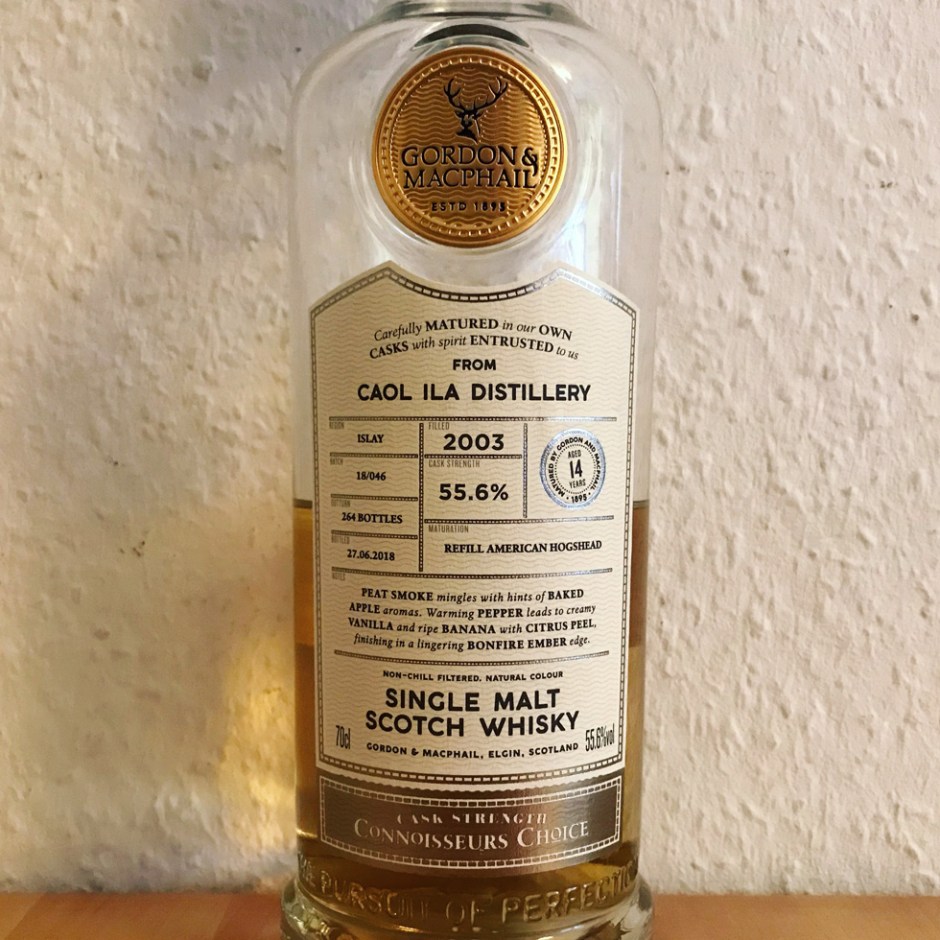 GORDON &
MACPHAIL
ESTD 1895
Carefully MATURED in our OWN
CASKS with spirit ENTRUSTED to us
FROM
CAOL ILA DISTILLERY
REGION
ISLAY
BATCH
18/046
OUTTURN
264 BOTTLES
BOTTLED
27.06.2018
FILLED
2003
CASK STRENGTH
55.6%
MATURED BY GORDON AND MACPHAIL
AGED
14
YEARS
· 1895 ·
MATURATION
REFILL AMERICAN HOGSHEAD
NOTES
PEAT SMOKE mingles with hints of BAKED
APPLE aromas. Warming PEPPER leads to creamy
VANILLA and ripe BANANA with CITRUS PEEL,
finishing in a lingering BONFIRE EMBER edge.
NON-CHILL FILTERED. NATURAL COLOUR
SINGLE MALT
SCOTCH WHISKY
70cl
GORDON & MACPHAIL, ELGIN, SCOTLAND
55.6%vol
CASK STRENGTH
CONNOISSEURS CHOICE
PURSUIT OF PERFECTION